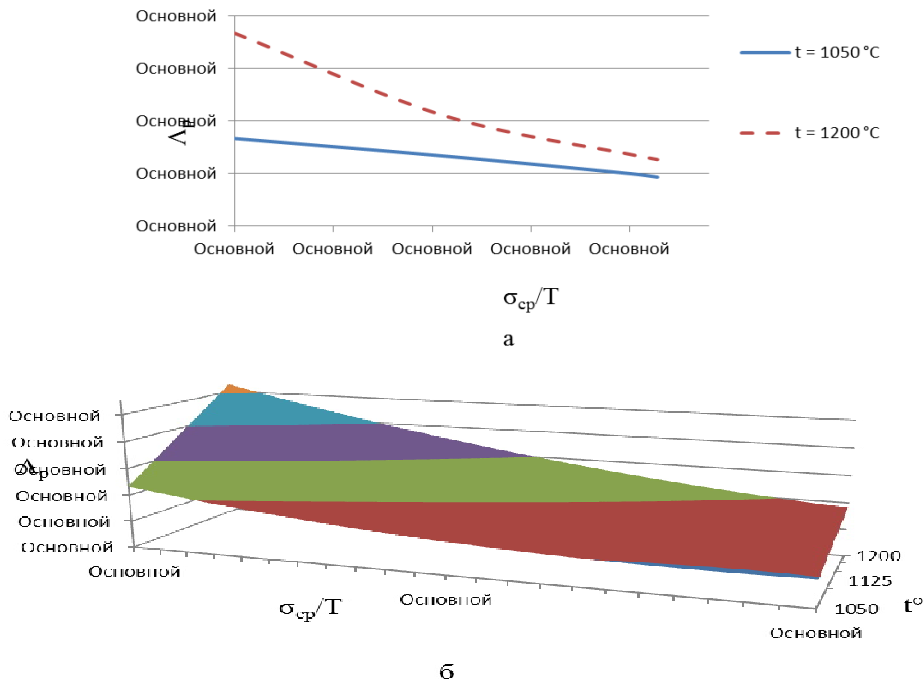 Основной
Основной
Основной
Основной
Основной
Λр
t = 1050 °C
t = 1200 °C
Основной Основной Основной Основной Основной
σср/T
а
Основной
Основной
Основной
Основной
Основной
Основной
Λр
Основной
Основной
Основной
σср/T
1200
1125
1050
t°
б